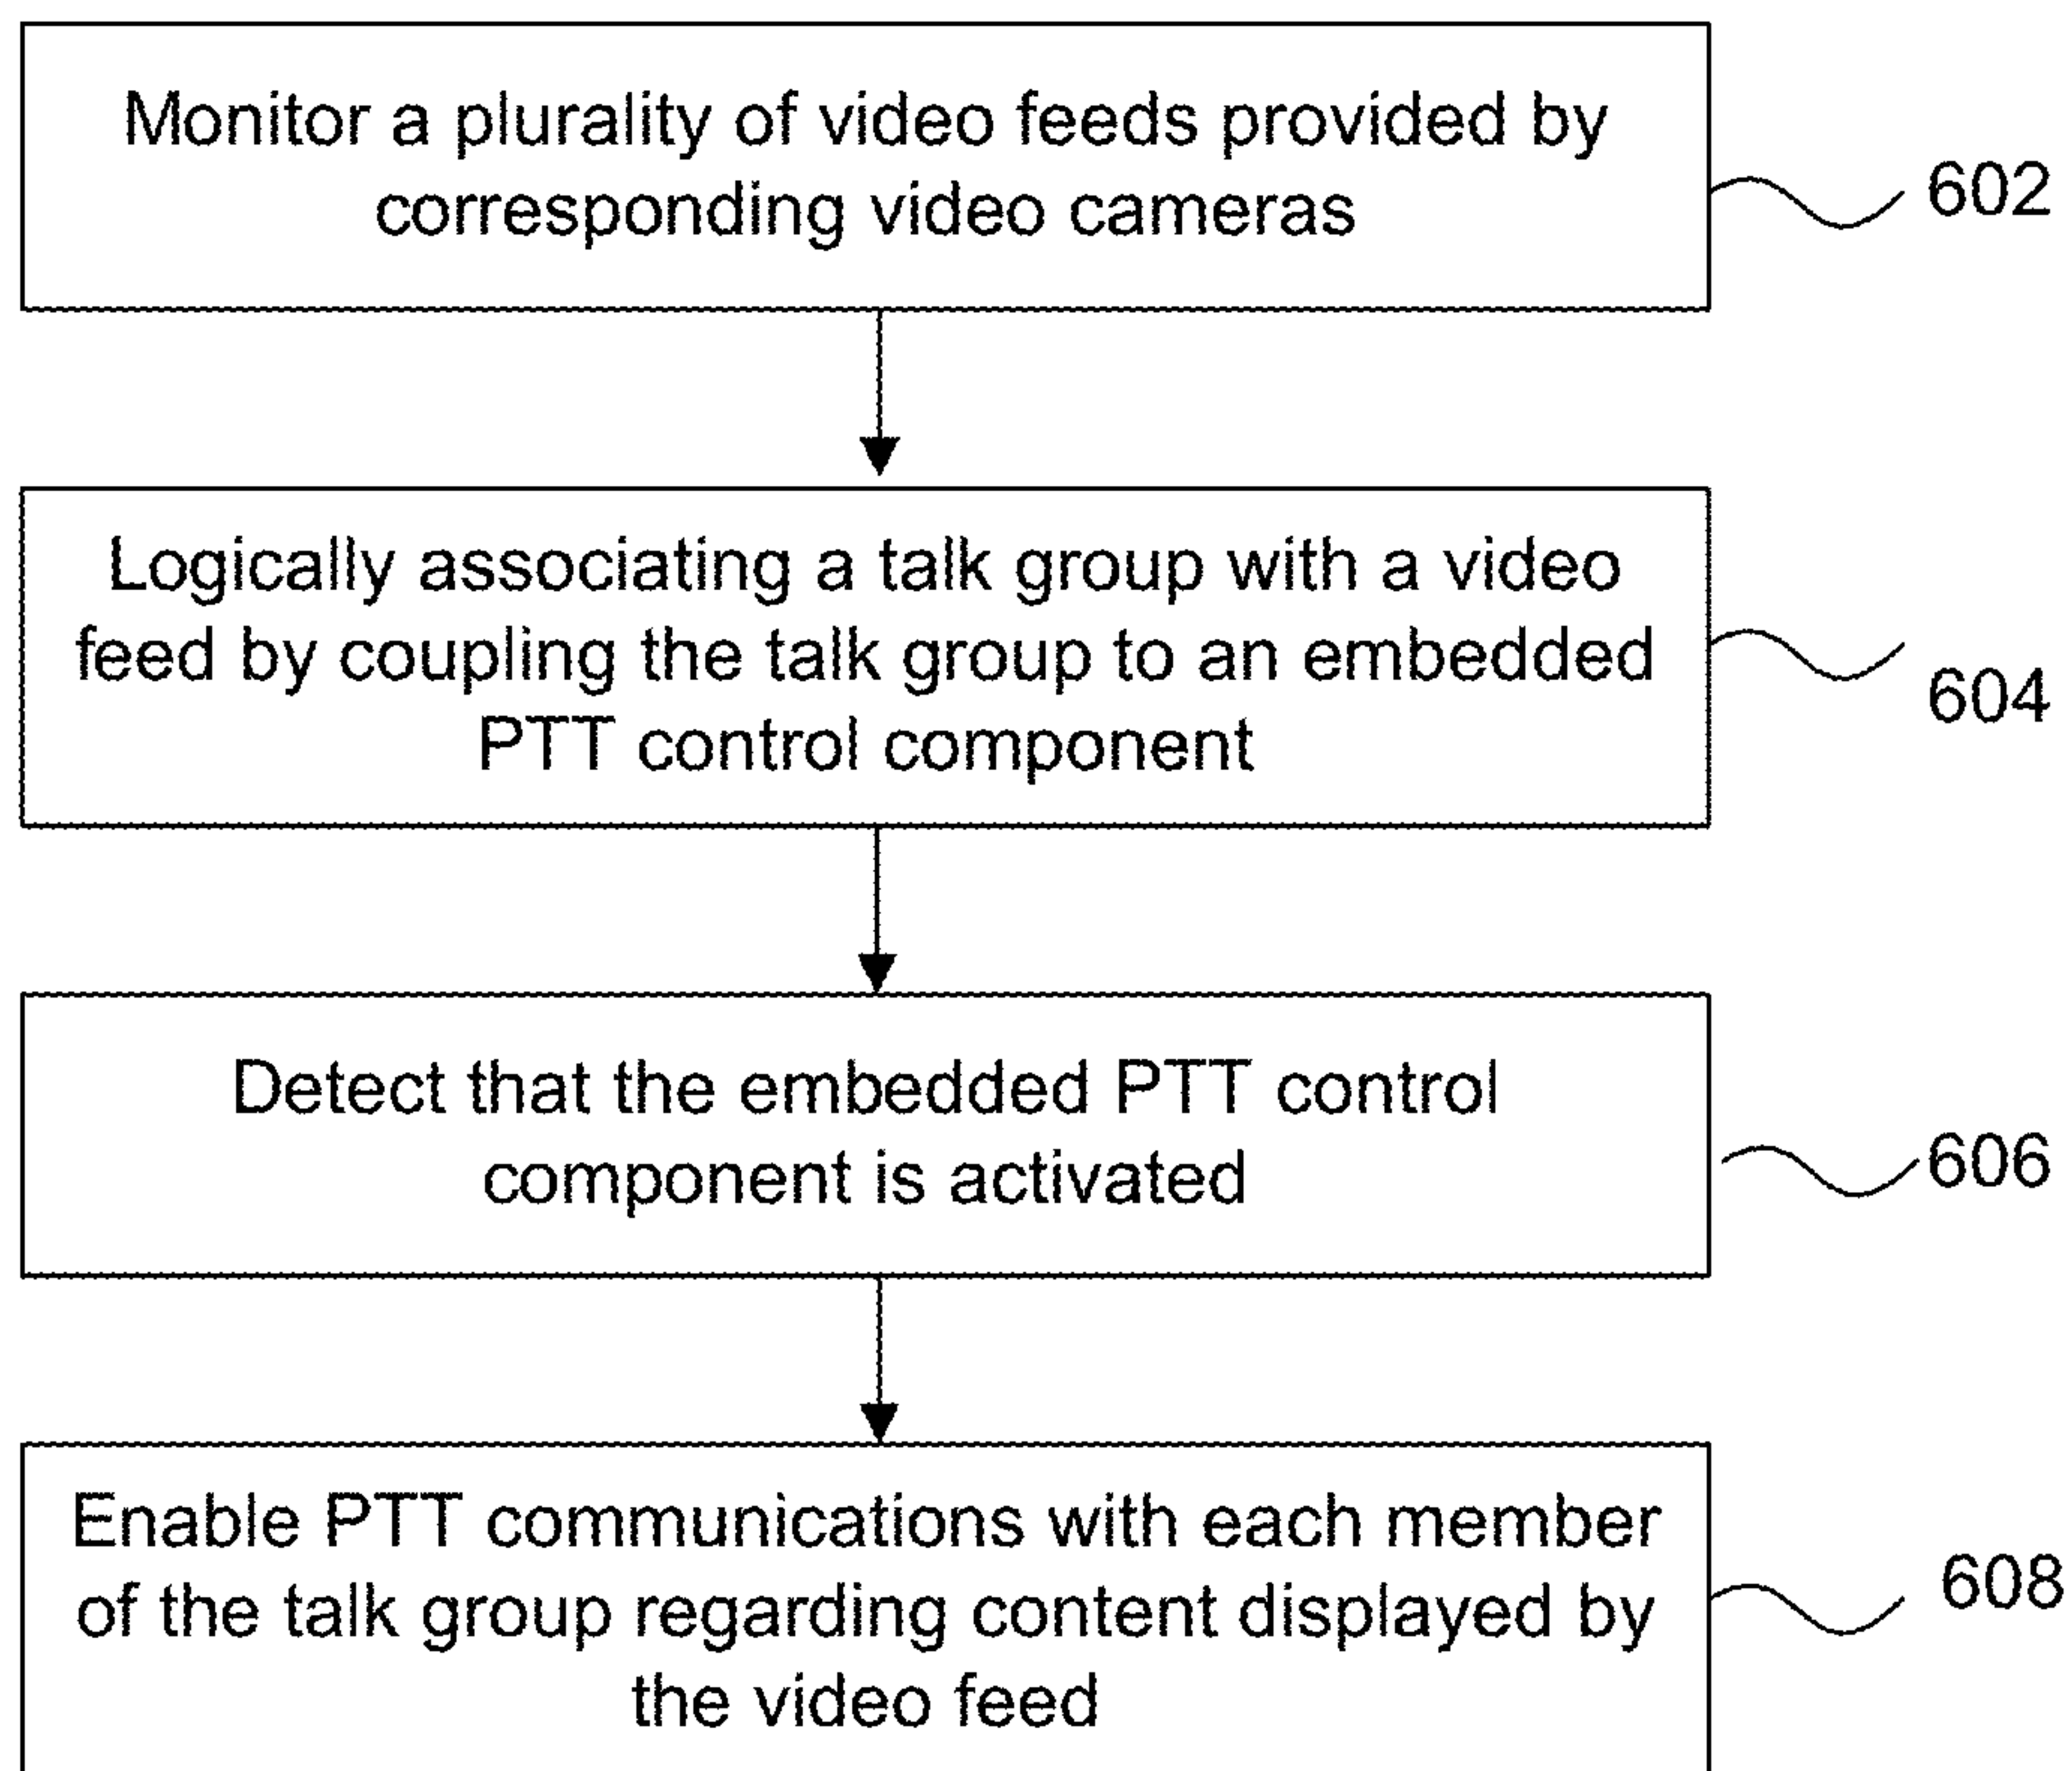 Monitor a plurality of video feeds provided by
corresponding video cameras
602
Logically associating a talk group with a video
feed by coupling the talk group to an embedded
PTT control component
604
Detect that the embedded PTT control
component is activated
606
Enable PTT communications with each member
of the talk group regarding content displayed by
the video feed
608